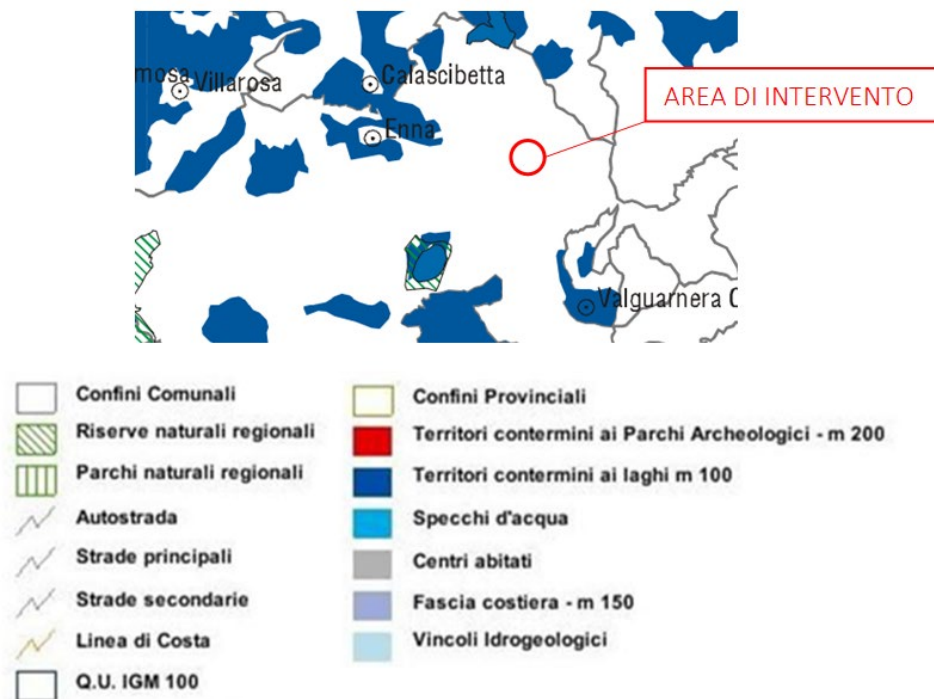 mosa
Villarosa
Calascibetta
Enna
AREA DI INTERVENTO
Valguarnera C
Confini Comunali
Riserve naturali regionali
Parchi naturali regionali
Autostrada
Strade principali
Strade secondarie
Linea di Costa
Q.U. IGM 100
Confini Provinciali
Territori contermini ai Parchi Archeologici - m 200
Territori contermini ai laghi m 100
Specchi d'acqua
Centri abitati
Fascia costiera - m 150
Vincoli Idrogeologici